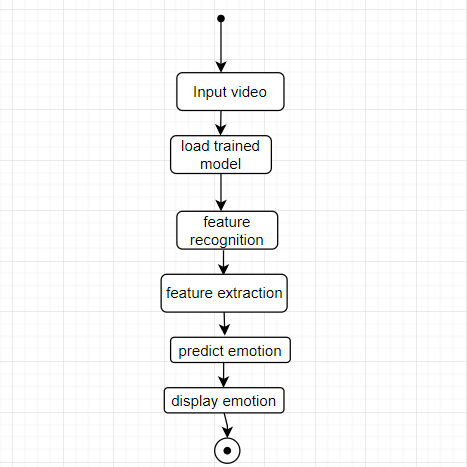 Input video
load trained
model
feature
recognition
feature extraction
predict emotion
display emotion